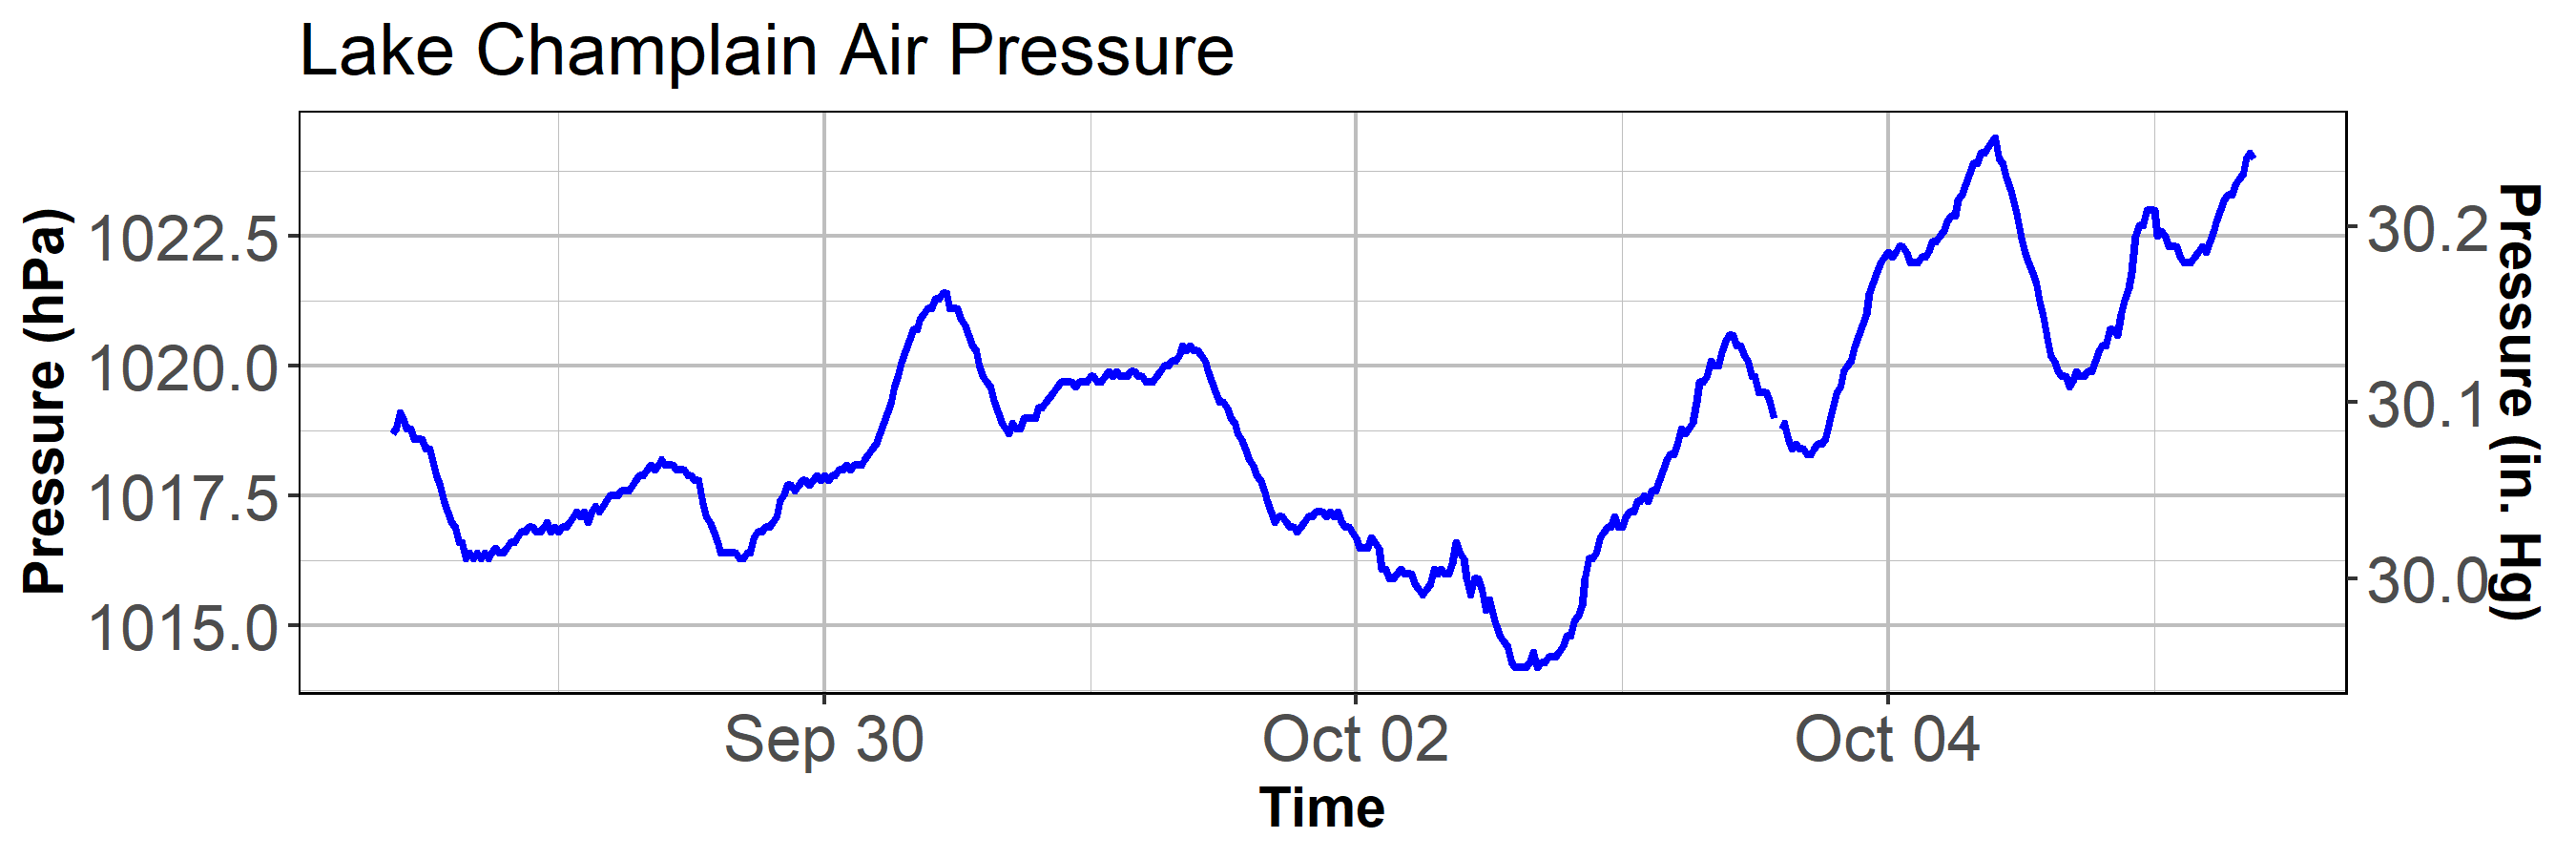 Lake Champlain Air Pressure
Pressure (hPa)
1022.5
1020.0
1017.5
1015.0
30.2
30.1
30.0
Pressure (in. Hg)
Sep 30
Oct 02
Oct 04
Time